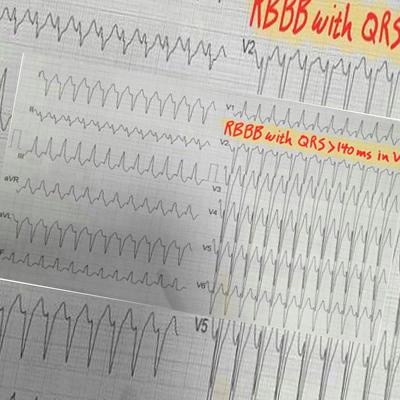 RBBB with QRS
V2
V1
II
RBBB with QRS >140 ms in V
V2
III
V3
aVR
V4
aVL
V5
F
V6
V5